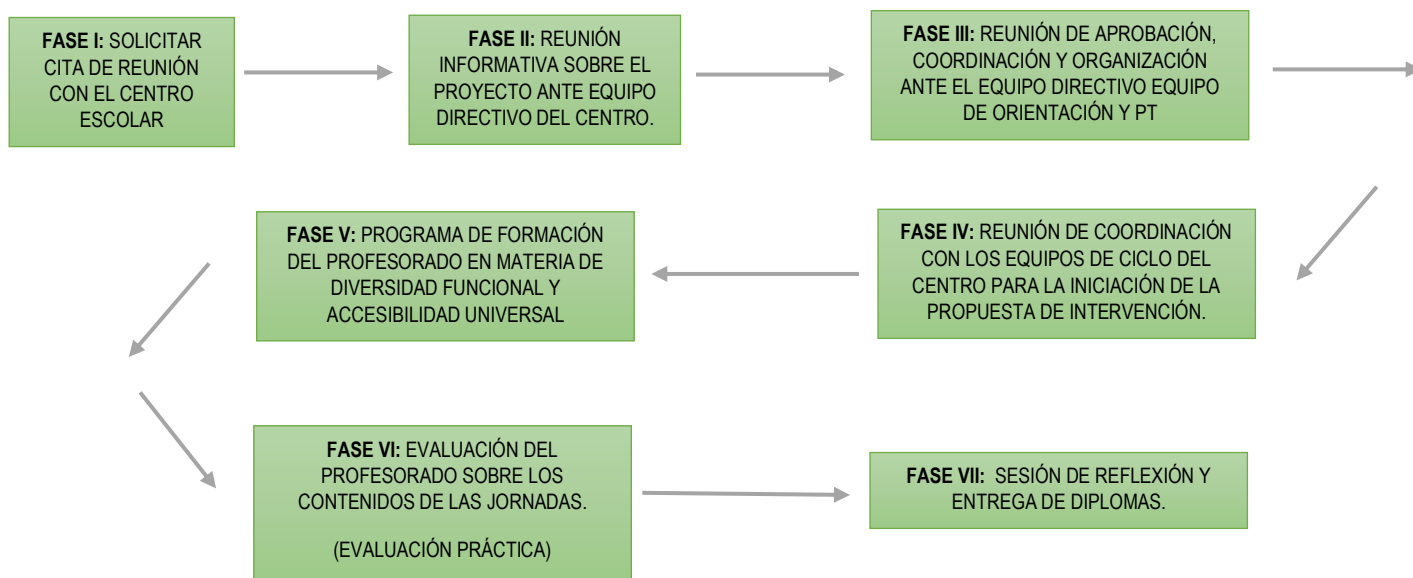 FASE I: SOLICITAR
CITA DE REUNIÓN
CON EL CENTRO
ESCOLAR
FASE II: REUNIÓN
INFORMATIVA SOBRE EL
PROYECTO ANTE EQUIPO
DIRECTIVO DEL CENTRO.
FASE III: REUNIÓN DE APROBACIÓN,
COORDINACIÓN Y ORGANIZACIÓN
ANTE EL EQUIPO DIRECTIVO EQUIPO
DE ORIENTACIÓN Y PT
FASE IV: REUNIÓN DE COORDINACIÓN
CON LOS EQUIPOS DE CICLO DEL
CENTRO PARA LA INICIACIÓN DE LA
PROPUESTA DE INTERVENCIÓN.
FASE V: PROGRAMA DE FORMACIÓN
DEL PROFESORADO EN MATERIA DE
DIVERSIDAD FUNCIONAL Y
ACCESIBILIDAD UNIVERSAL
FASE VI: EVALUACIÓN DEL
PROFESORADO SOBRE LOS
CONTENIDOS DE LAS JORNADAS.
(EVALUACIÓN PRÁCTICA)
FASE VII: SESIÓN DE REFLEXIÓN Y
ENTREGA DE DIPLOMAS.